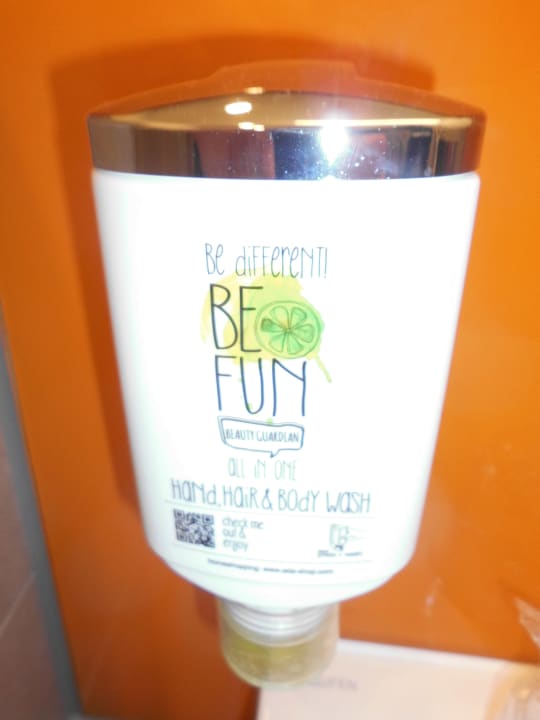 Be different!
BE
FUN
BEAUTY GUARDIAN
all in one
Hand, Hair & Body Wash
check me
out &
enjoy